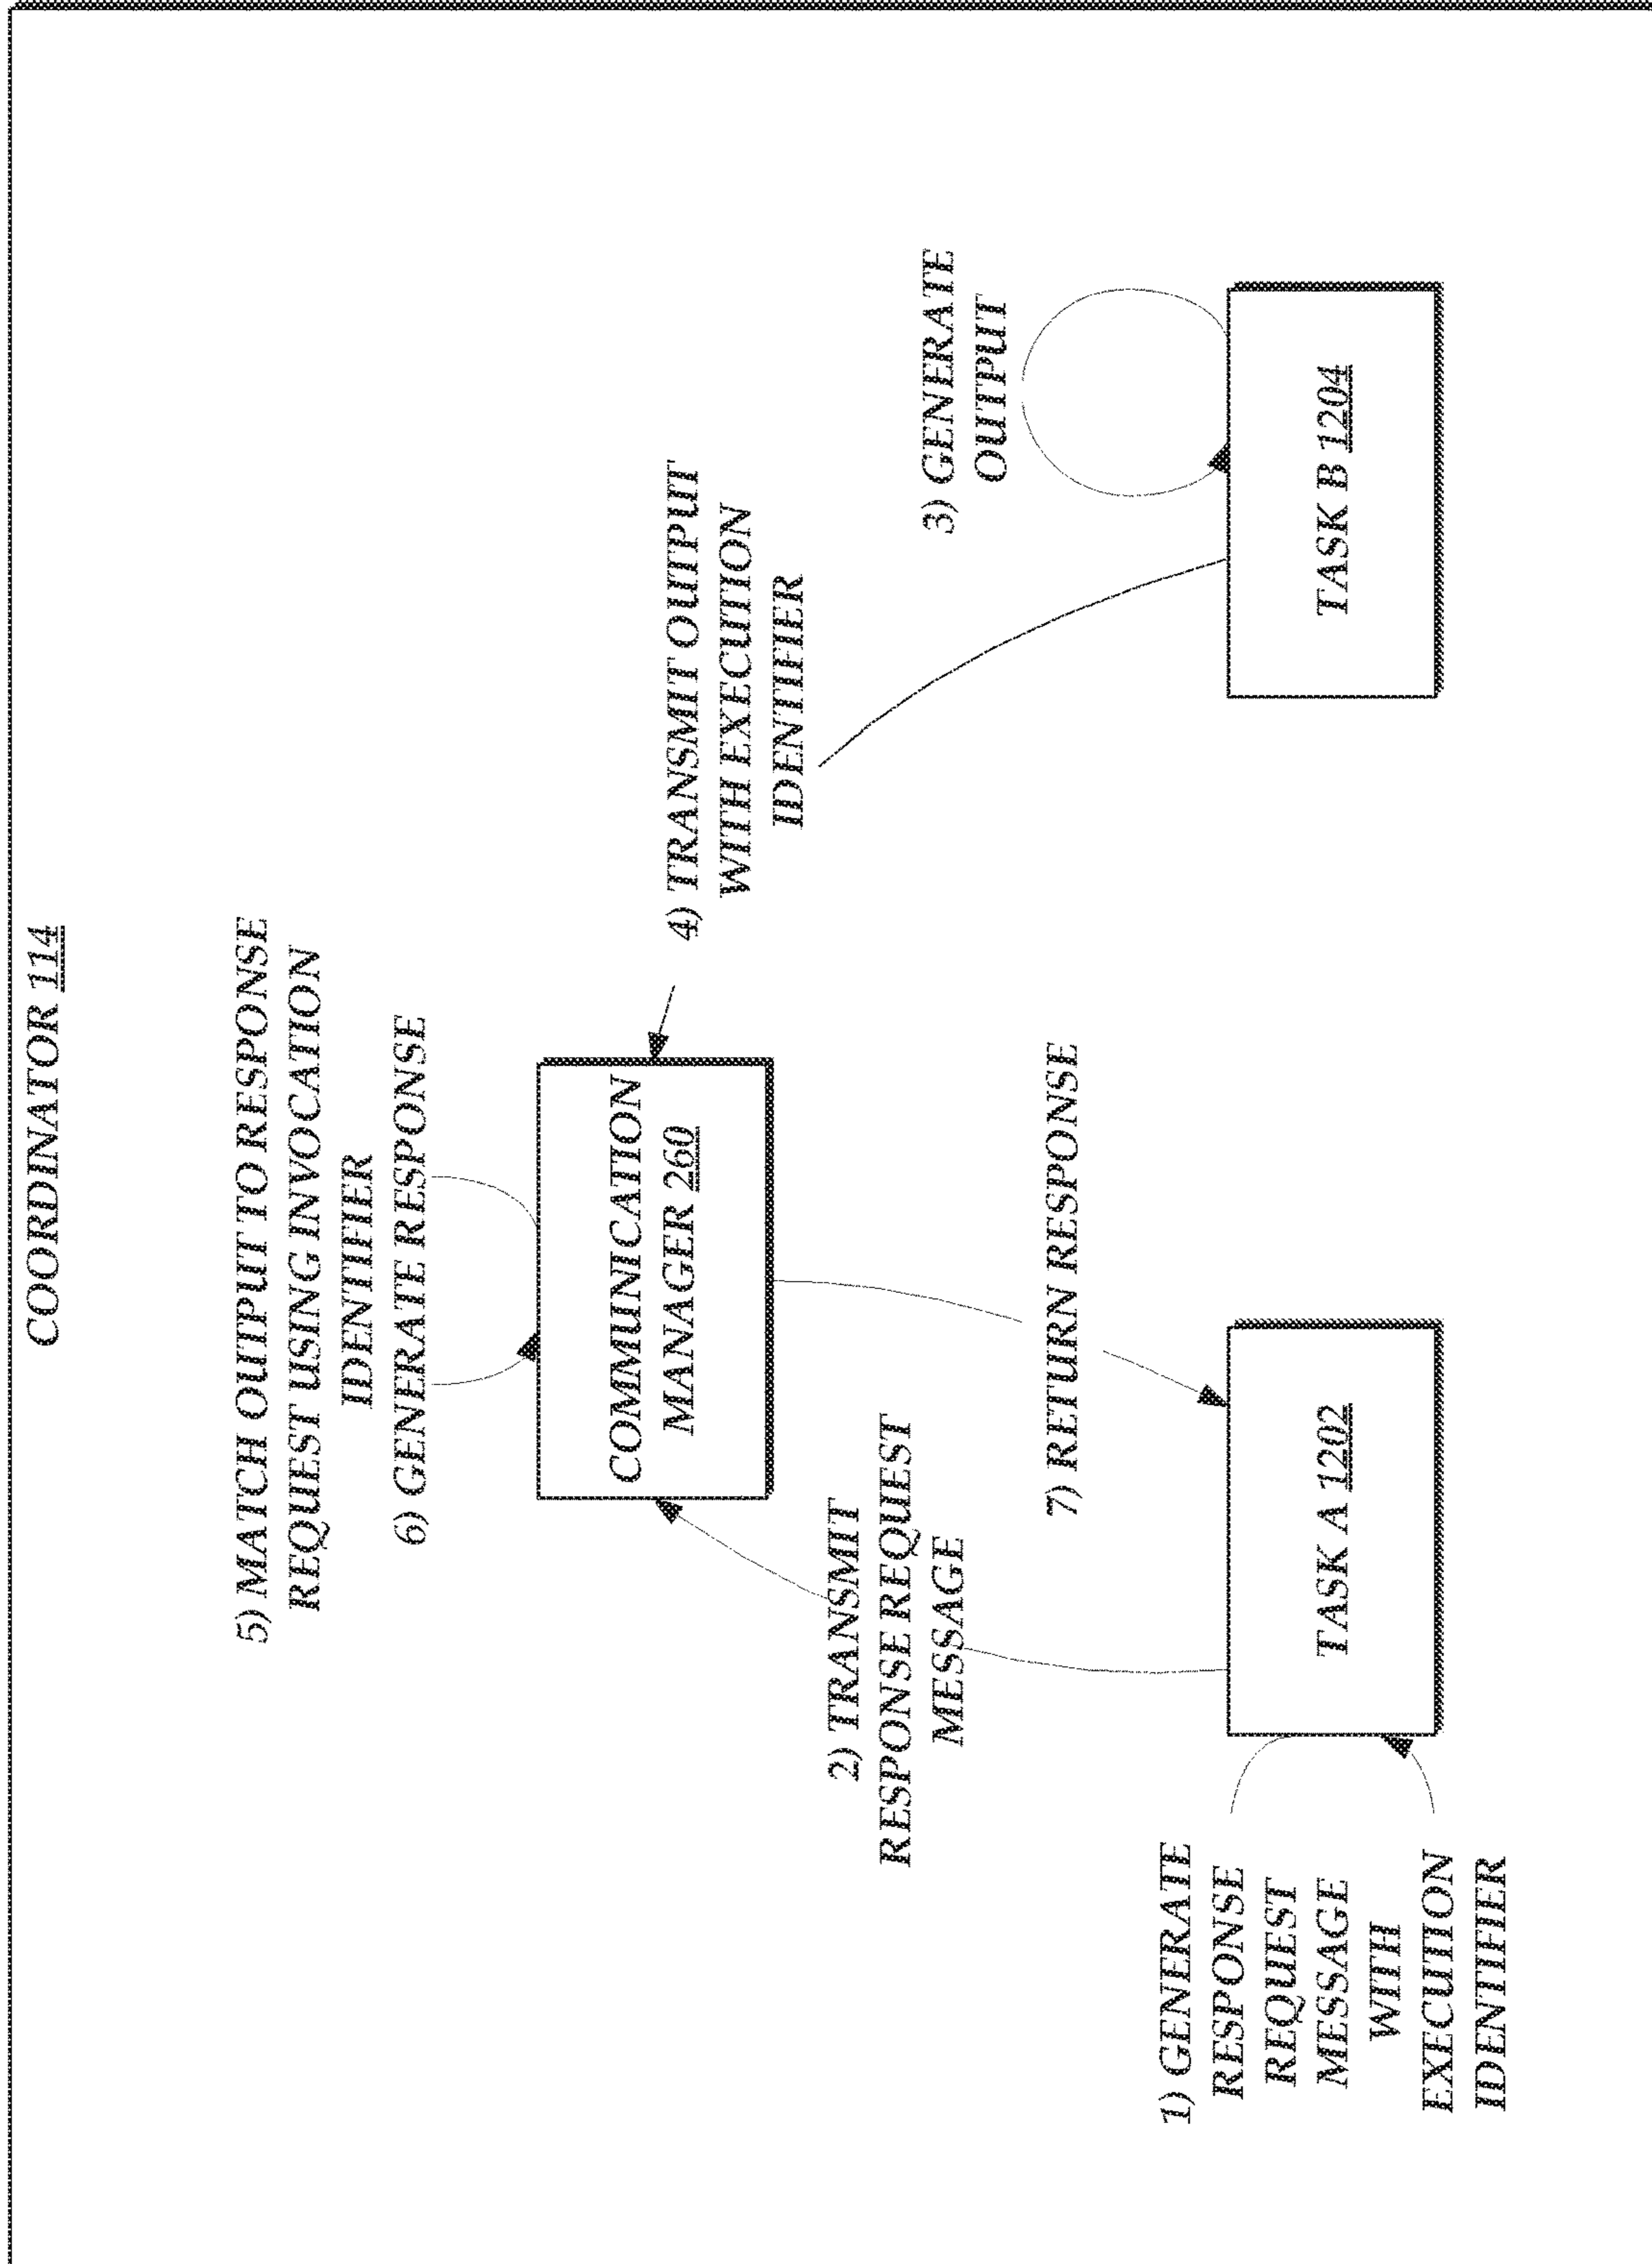 COORDINATOR 114
5) MATCH OUTPUT TO RESPONSE
REQUEST USING INVOCATION
IDENTIFIER
6) GENERATE RESPONSE
COMMUNICATION
MANAGER 260
4) TRANSMIT OUTPUT
WITH EXECUTION
IDENTIFIER
2) TRANSMIT
RESPONSE REQUEST
MESSAGE
7) RETURN RESPONSE
3) GENERATE
OUTPUT
1) GENERATE
RESPONSE
REQUEST
MESSAGE
WITH
EXECUTION
IDENTIFIER
TASK A 1202
TASK B 1204